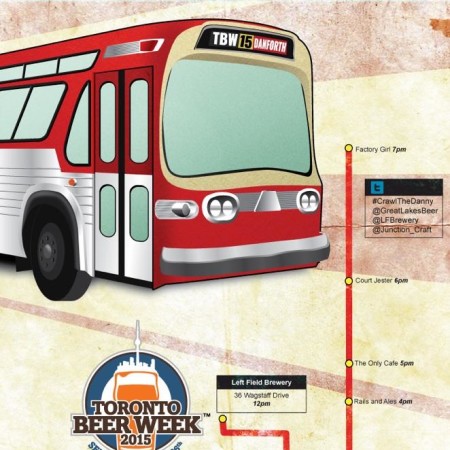 TBW 15 DANFORTH
Factory Girl 7pm
#CrawlTheDanny
@GreatLakesBeer
@LFBrewery
@Junction_Craft
Court Jester 6pm
The Only Cafe 5pm
Rails and Ales 4pm
Left Field Brewery
36 Wagstaff Drive
12pm
TORONTO
BEER WEEK™
2015